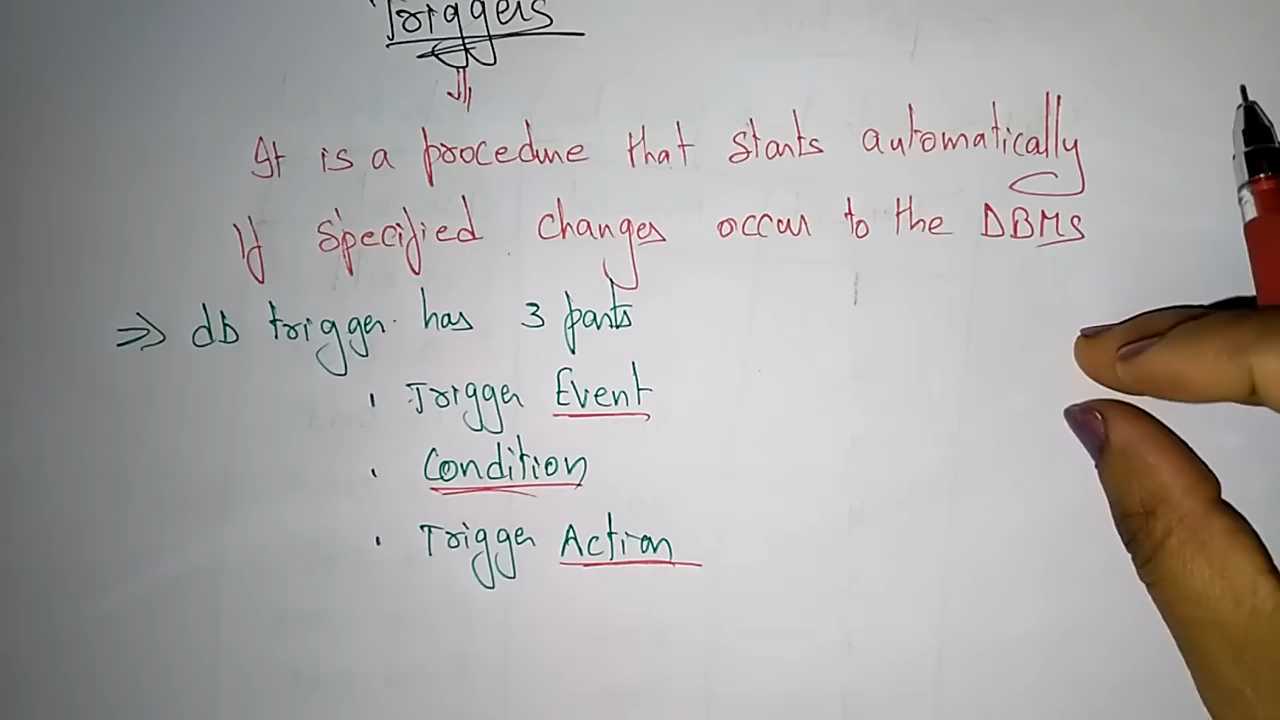 Triggers
It is a procedure that starts automatically
If specified changes occur to the DBMS
⇒ db trigger has 3 parts
. Trigger Event
. Condition
. Trigger Action